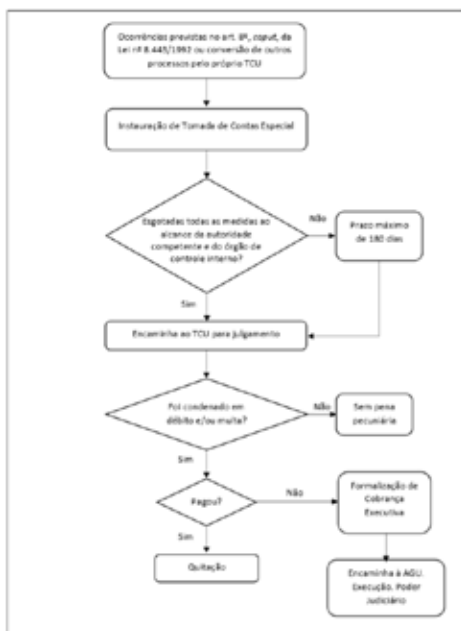 Ocorrências previstas no art. 8º, caput, da
Lei nº 8.443/1992 ou conversão de outros
processos pelo próprio TCU
Instauração de Tomada de Contas Especial
Esgotadas todas as medidas ao
alcance da autoridade
competente e do órgão de
controle interno?
Não
Prazo máximo
de 180 dias
Sim
Encaminha ao TCU para julgamento
Foi condenado em
débito e/ou multa?
Não
Sem pena
pecuniária
Sim
Pagou?
Não
Formalização de
Cobrança
Executiva
Sim
Quitação
Encaminha à AGU.
Execução. Poder
Judiciário